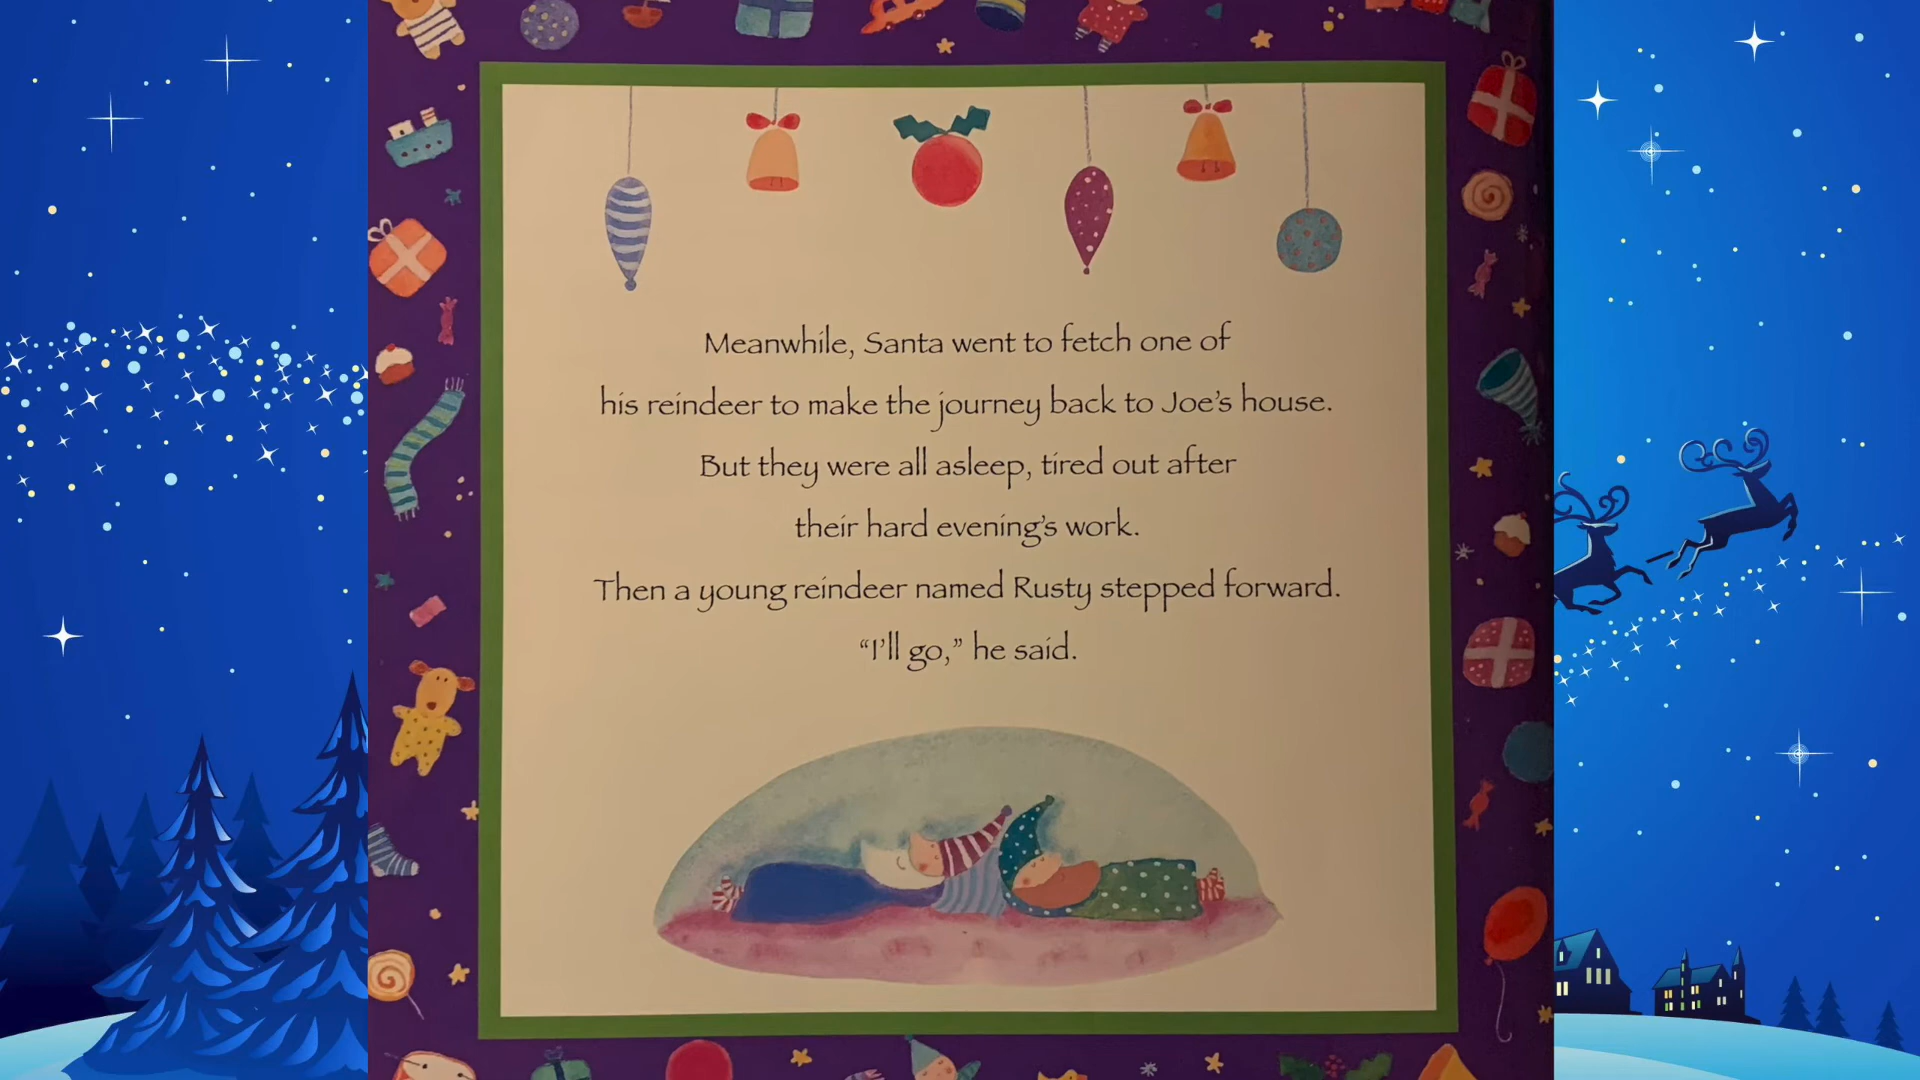 Meanwhile, Santa went to fetch one of
his reindeer to make the journey back to Joe's house.
But they were all asleep, tired out after
their hard evening's work.
Then a young reindeer named Rusty stepped forward.
“I'll go,” he said.